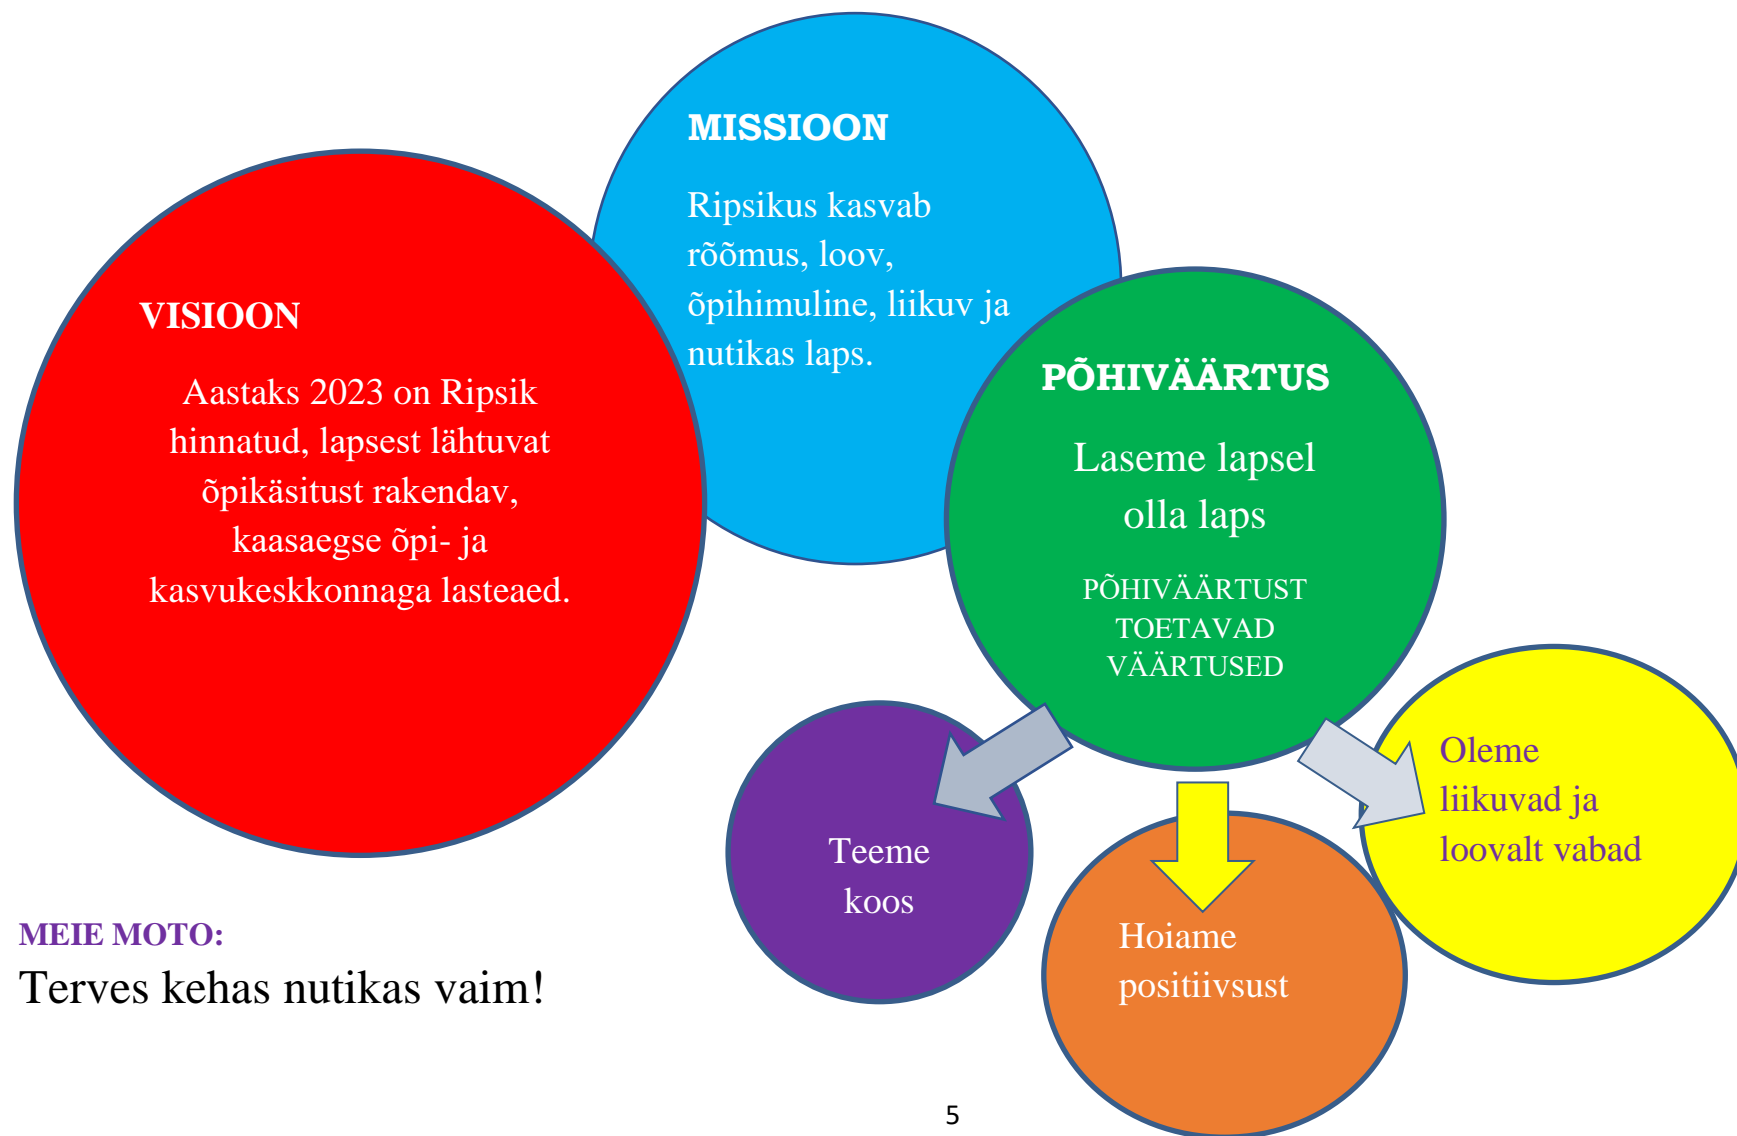 MISSIOON
Ripsikus kasvab
rõõmus, loov,
õpihimuline, liikuv ja
nutikas laps.
VISIOON
Aastaks 2023 on Ripsik
hinnatud, lapsest lähtuvat
õpikäsitust rakendav,
kaasaegse õpi- ja
kasvukeskkonnaga lasteaed.
PÕHIVÄÄRTUS
Laseme lapsel
olla laps
PÕHIVÄÄRTUST
TOETAVAD
VÄÄRTUSED
Teeme
koos
Hoiame
positiivsust
Oleme
liikuvad ja
loovalt vabad
MEIE MOTO:
Terves kehas nutikas vaim!
5